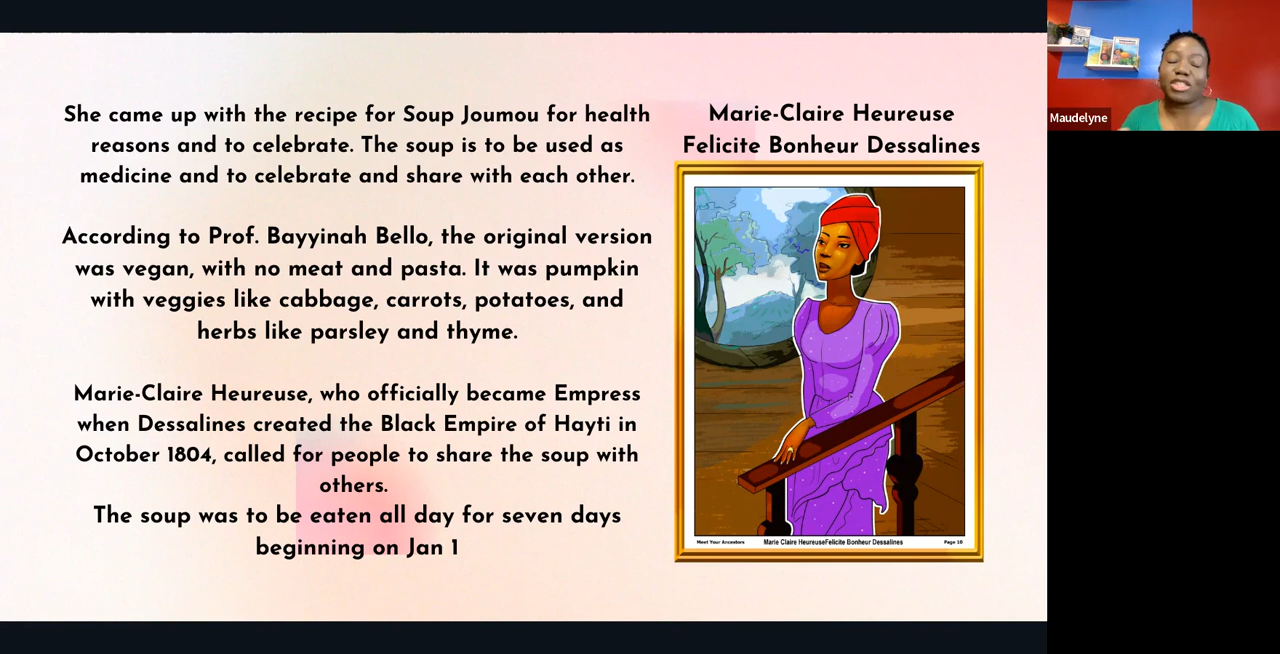 She came up with the recipe for Soup Joumou for health
reasons and to celebrate. The soup is to be used as
medicine and to celebrate and share with each other.
According to Prof. Bayyinah Bello, the original version
was vegan, with no meat and pasta. It was pumpkin
with veggies like cabbage, carrots, potatoes, and
herbs like parsley and thyme.
Marie-Claire Heureuse, who officially became Empress
when Dessalines created the Black Empire of Hayti in
October 1804, called for people to share the soup with
others.
The soup was to be eaten all day for seven days
beginning on Jan 1
Marie-Claire Heureuse
Felicite Bonheur Dessalines
Meet Your Ancestors
Marie Claire HeureuseFelicite Bonheur Dessalines
Page 10
Maudelyne